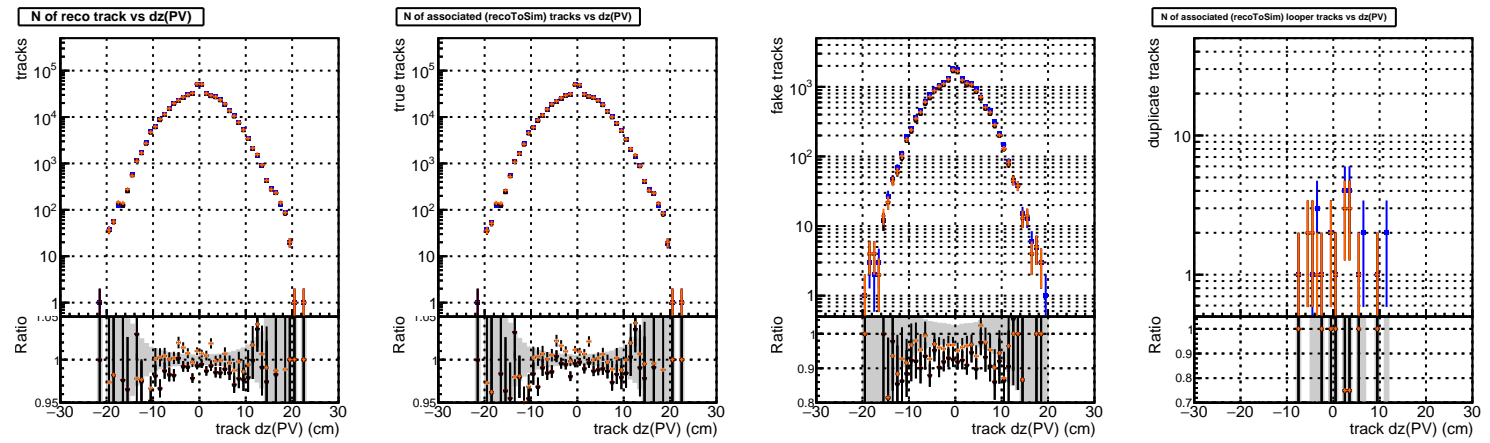 N of reco track vs dz(PV)
tracks
10^5
10^4
10^3
10^2
10
1
Ratio
1.05
1
0.95
−30 −20 −10 0 10 20 30
track dz(PV) (cm)
N of associated (recoToSim) tracks vs dz(PV)
true tracks
10^5
10^4
10^3
10^2
10
1
Ratio
1.05
1
0.95
−30 −20 −10 0 10 20 30
track dz(PV) (cm)
fake tracks
10^3
10^2
10
1
Ratio
1
0.9
0.8
−30 −20 −10 0 10 20 30
track dz(PV) (cm)
N of associated (recoToSim) looper tracks vs dz(PV)
duplicate tracks
10
1
Ratio
1
0.9
0.8
0.7
−30 −20 −10 0 10 20 30
track dz(PV) (cm)